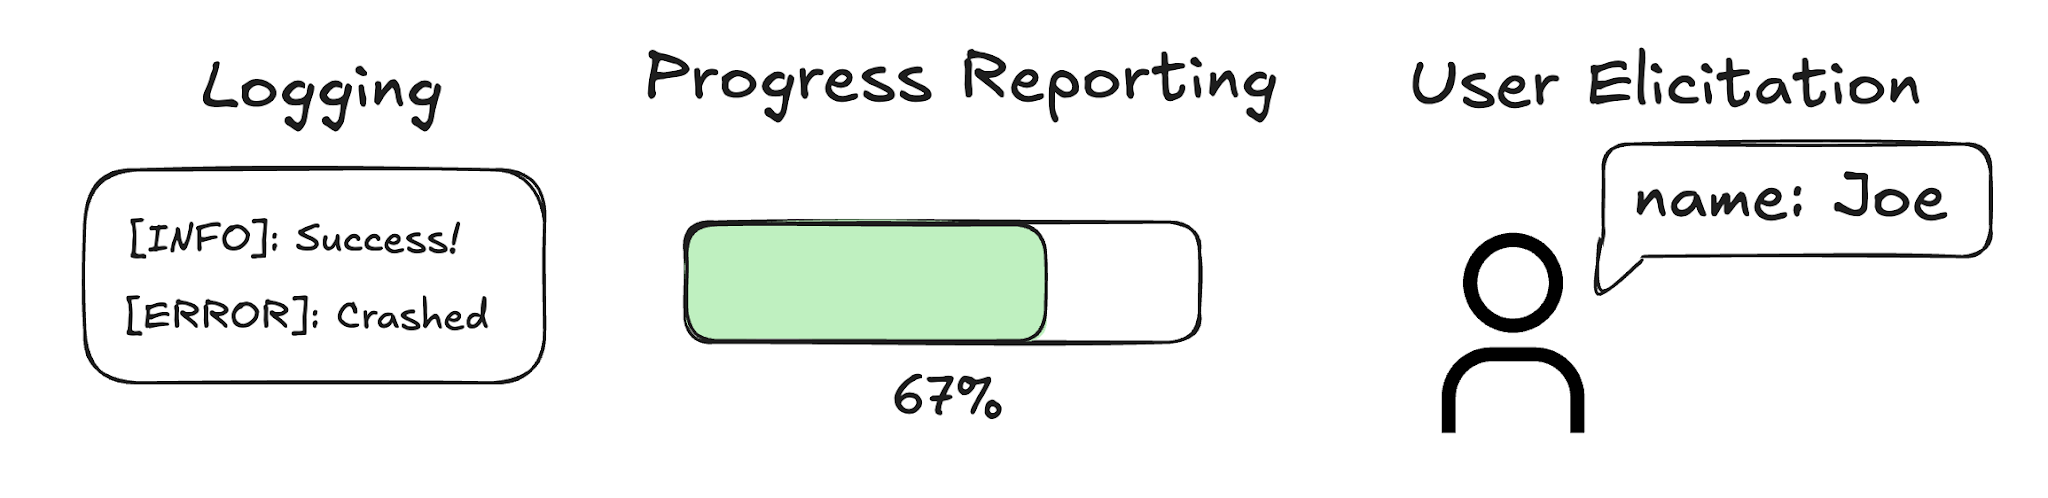 Logging
[INFO]: Success!
[ERROR]: Crashed
Progress Reporting
67%
User Elicitation
name: Joe